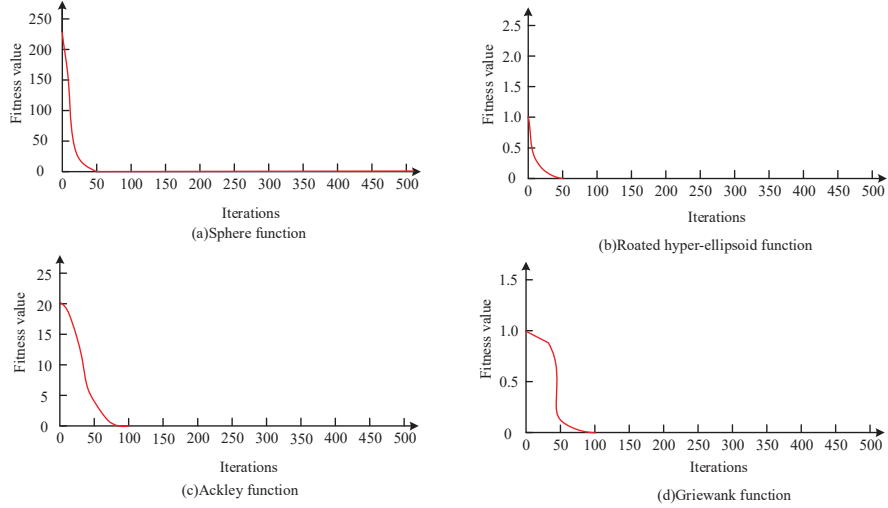 Fitness value
250
200
150
100
50
0
0 50 100 150 200 250 300 350 400 450 500
Iterations
(a)Sphere function
Fitness value
2.5
2.0
1.5
1.0
0.5
0
0 50 100 150 200 250 300 350 400 450 500
Iterations
(b)Roated hyper-ellipsoid function
Fitness value
25
20
15
10
5
0
0 50 100 150 200 250 300 350 400 450 500
Iterations
(c)Ackley function
Fitness value
1.5
1.0
0.5
0
0 50 100 150 200 250 300 350 400 450 500
Iterations
(d)Griewank function